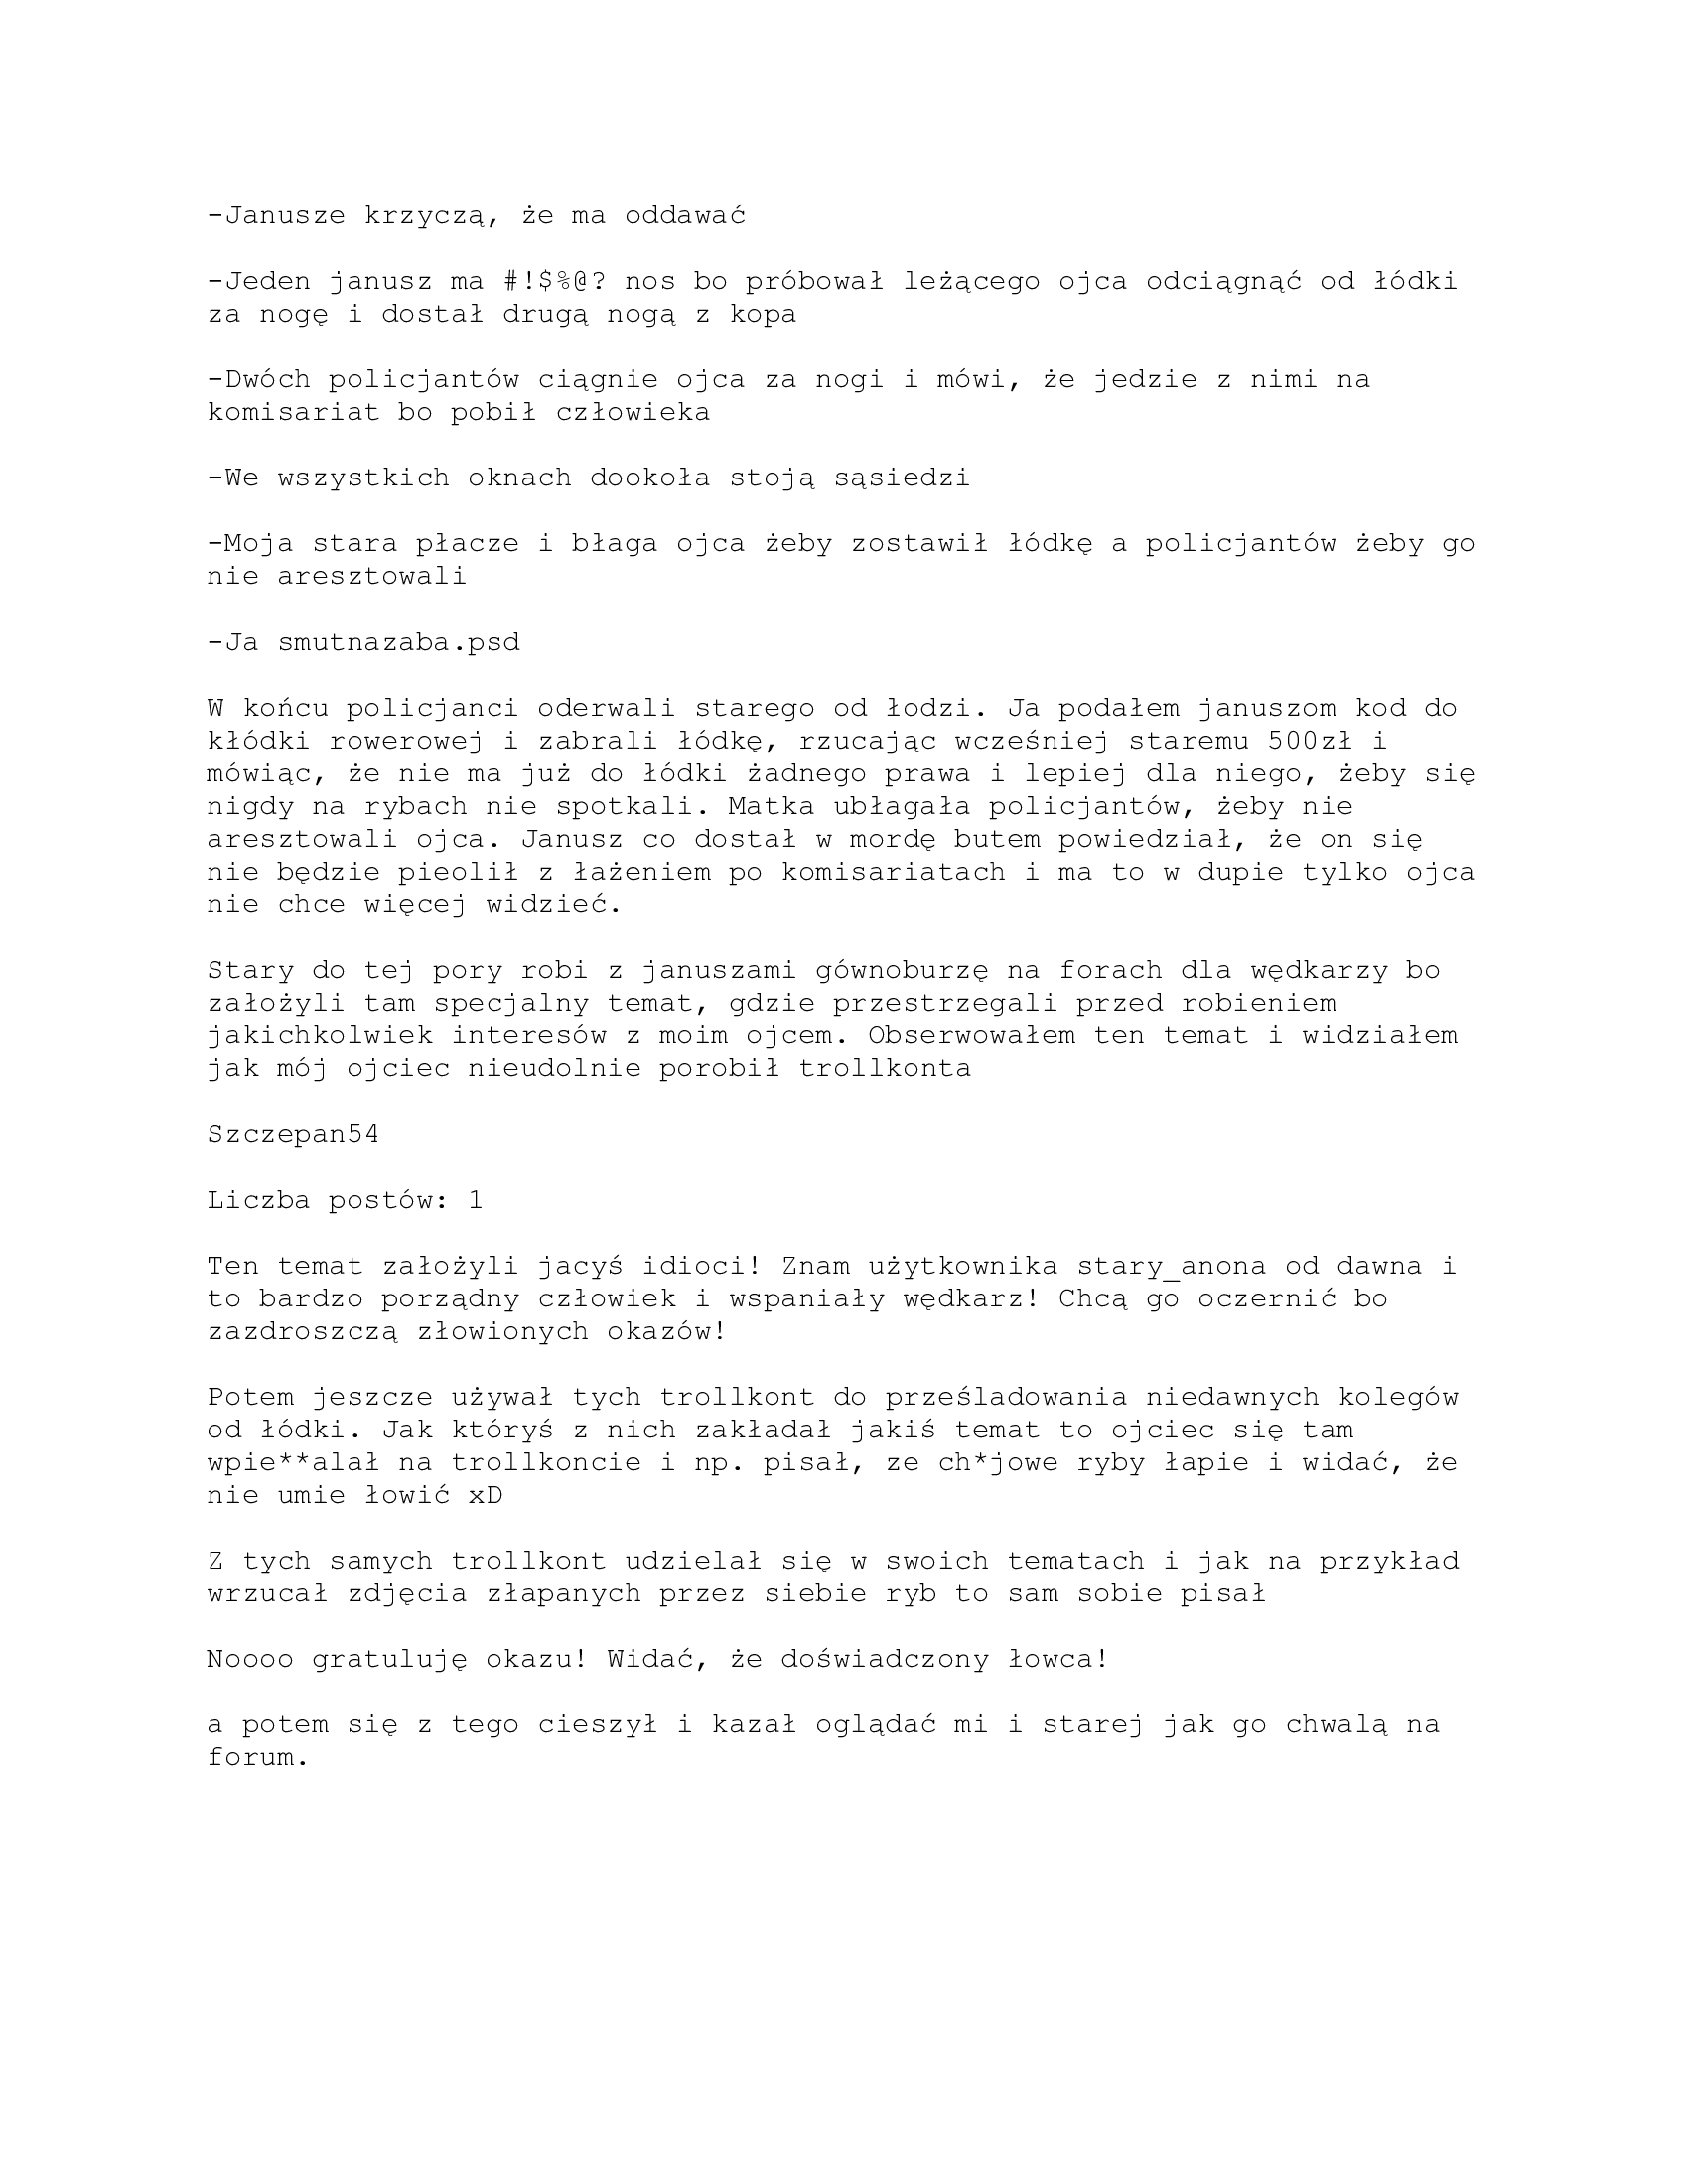 -Janusze krzyczą, że ma oddawać
-Jeden janusz ma #!$%@? nos bo próbował leżącego ojca odciągnąć od łódki
za nogę i dostał drugą nogą z kopa
-Dwóch policjantów ciągnie ojca za nogi i mówi, że jedzie z nimi na
komisariat bo pobił człowieka
-We wszystkich oknach dookoła stoją sąsiedzi
-Moja stara płacze i błaga ojca żeby zostawił łódkę a policjantów żeby go
nie aresztowali
-Ja smutnazaba.psd
W końcu policjanci oderwali starego od łodzi. Ja podałem januszom kod do
kłódki rowerowej i zabrali łódkę, rzucając wcześniej staremu 500zł i
mówiąc, że nie ma już do łódki żadnego prawa i lepiej dla niego, żeby się
nigdy na rybach nie spotkali. Matka ubłagała policjantów, żeby nie
aresztowali ojca. Janusz co dostał w mordę butem powiedział, że on się
nie będzie pieolił z łażeniem po komisariatach i ma to w dupie tylko ojca
nie chce więcej widzieć.
Stary do tej pory robi z januszami gównoburzę na forach dla wędkarzy bo
założyli tam specjalny temat, gdzie przestrzegali przed robieniem
jakichkolwiek interesów z moim ojcem. Obserwowałem ten temat i widziałem
jak mój ojciec nieudolnie porobił trollkonta
Szczepan54
Liczba postów: 1
Ten temat założyli jacyś idioci! Znam użytkownika stary_anona od dawna i
to bardzo porządny człowiek i wspaniały wędkarz! Chcą go oczernić bo
zazdroszczą złowionych okazów!
Potem jeszcze używał tych trollkont do prześladowania niedawnych kolegów
od łódki. Jak któryś z nich zakładał jakiś temat to ojciec się tam
wpie**alał na trollkoncie i np. pisał, ze ch*jowe ryby łapie i widać, że
nie umie łowić xD
Z tych samych trollkont udzielał się w swoich tematach i jak na przykład
wrzucał zdjęcia złapanych przez siebie ryb to sam sobie pisał
Noooo gratuluję okazu! Widać, że doświadczony łowca!
a potem się z tego cieszył i kazał oglądać mi i starej jak go chwalą na
forum.